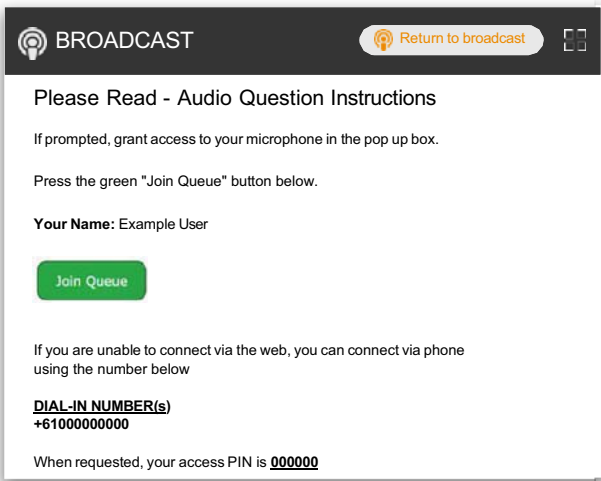 BROADCAST
Return to broadcast
Please Read - Audio Question Instructions
If prompted, grant access to your microphone in the pop up box.
Press the green "Join Queue" button below.
Your Name: Example User
Join Queue
If you are unable to connect via the web, you can connect via phone
using the number below
DIAL-IN NUMBER(s)
+61000000000
When requested, your access PIN is 000000